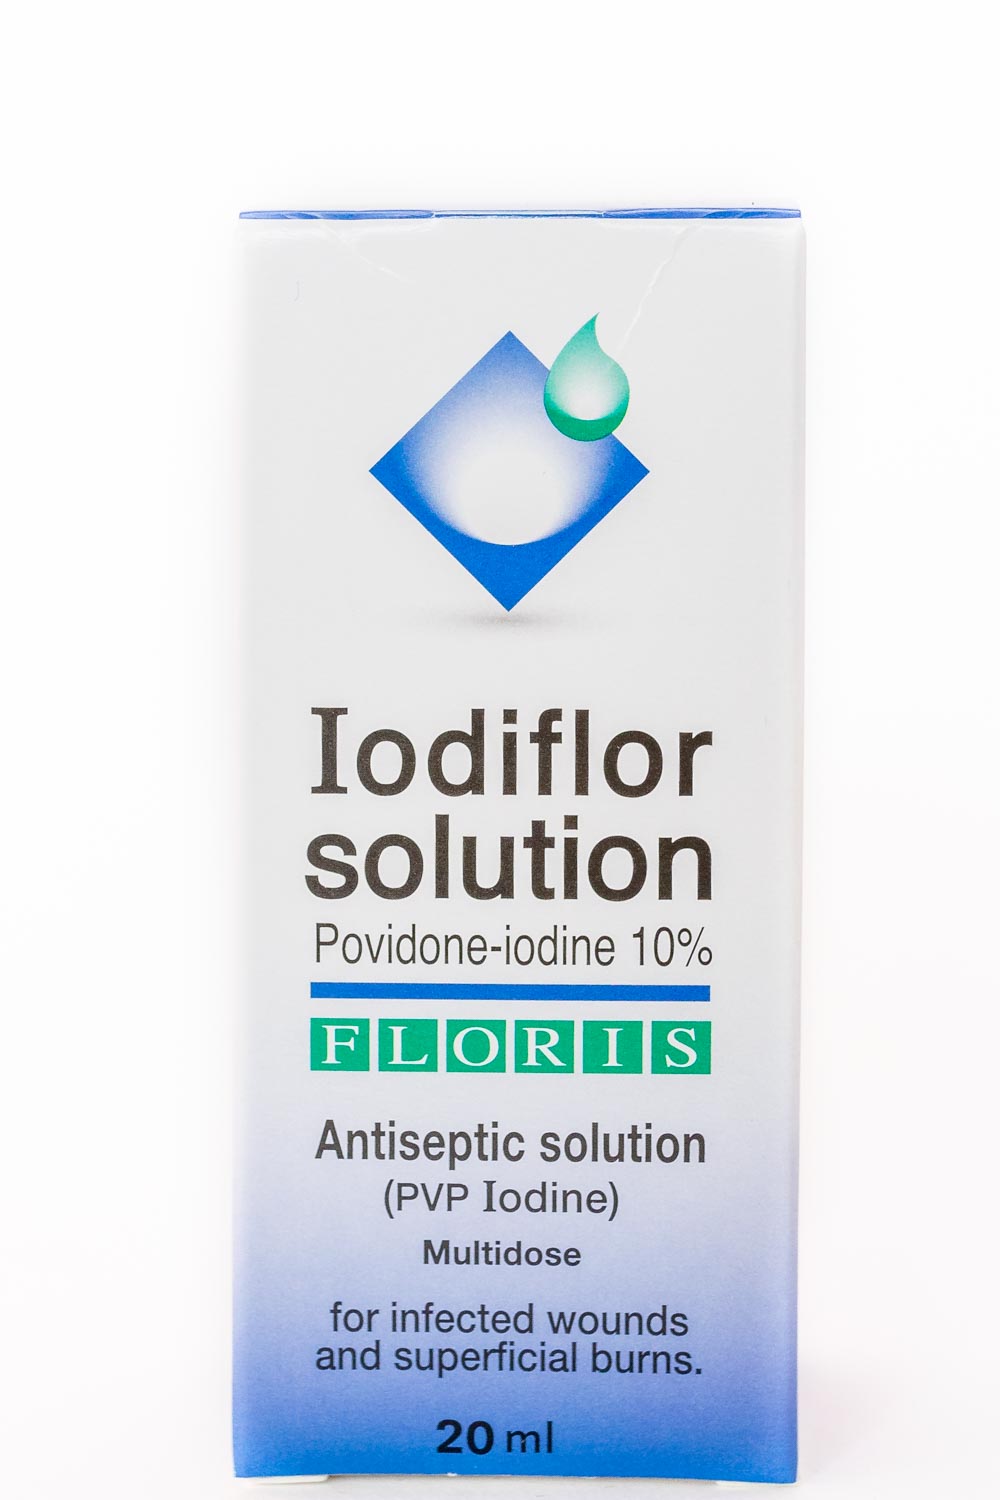 Iodiflor
solution
Povidone-iodine 10%
FLORIS
Antiseptic solution
(PVP Iodine)
Multidose
for infected wounds
and superficial burns.
20 ml